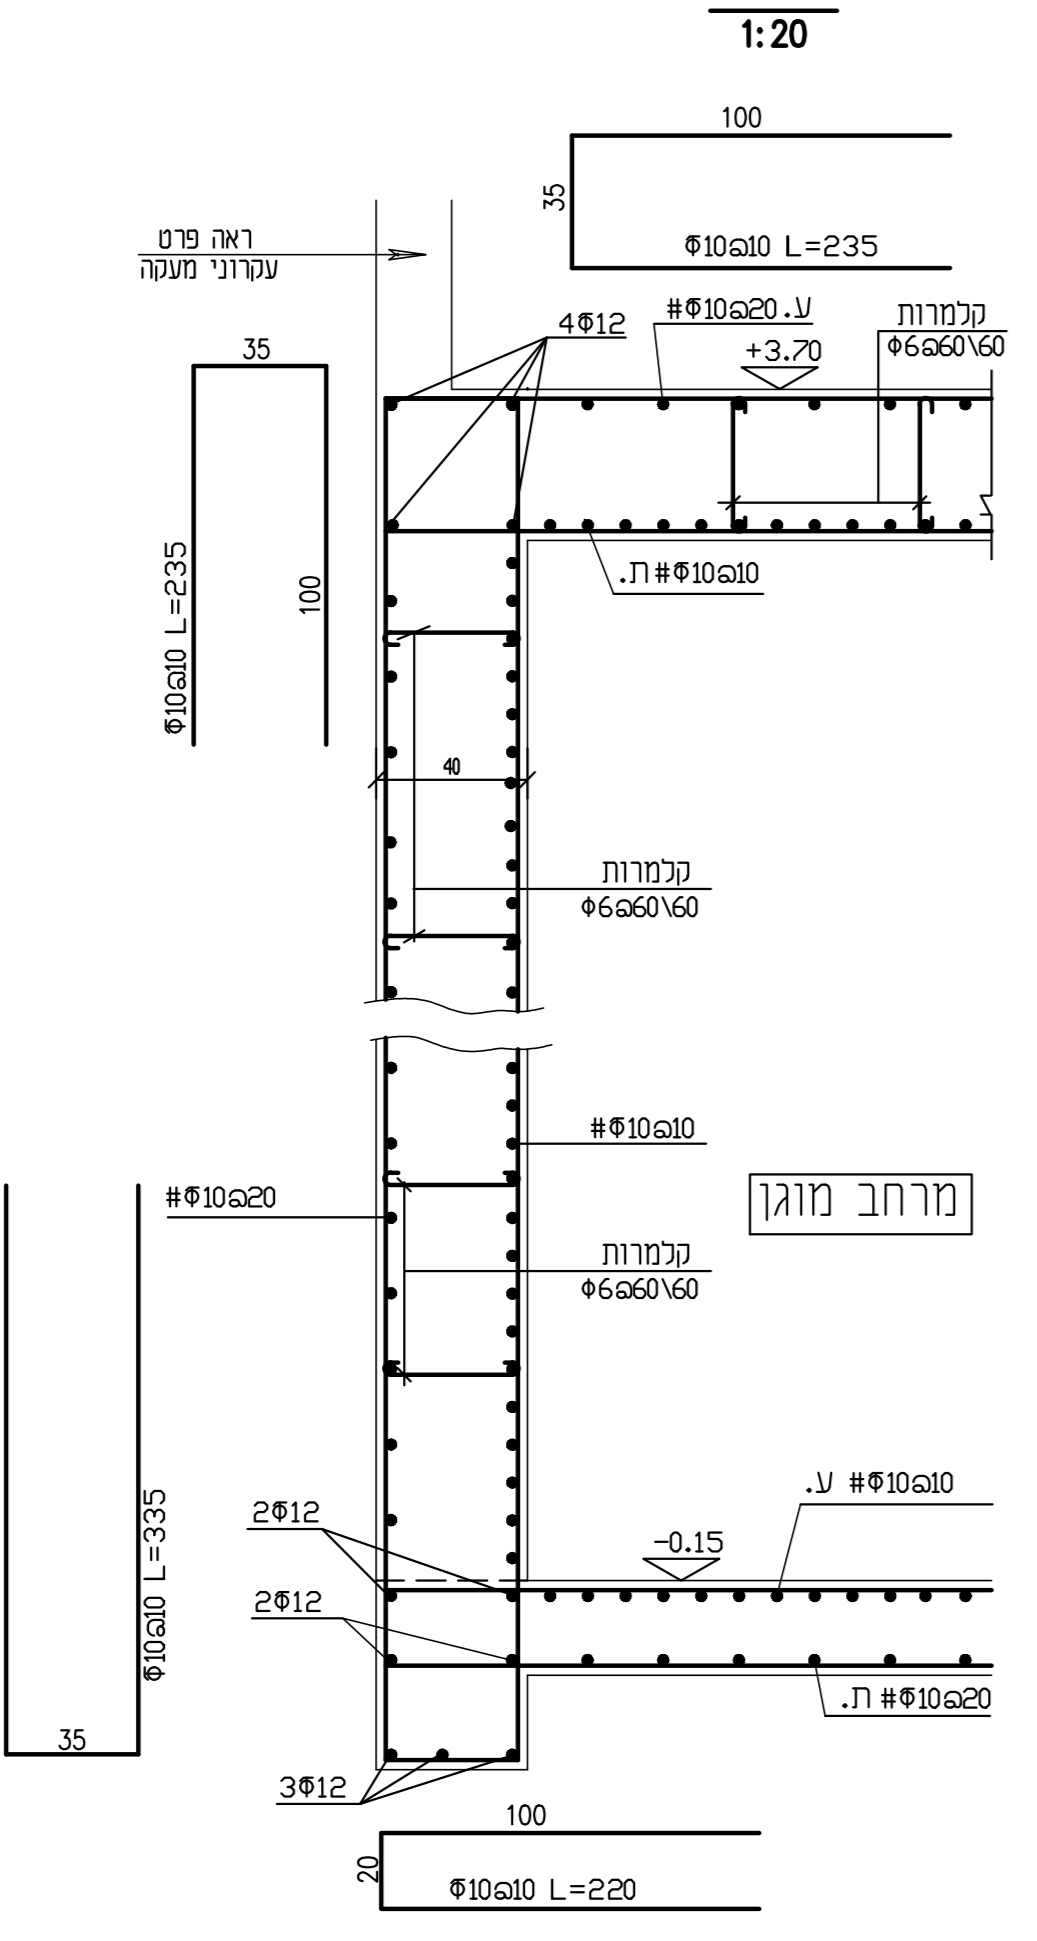 1:20
100
35
Φ10@10 L=235
ראה פרט
עקרוני מעקה
4Φ12
#Φ10@20 .ע
קלמרות
Φ6@60\60
+3.70
35
Φ10@10 L=235
100
.ת #Φ10@10
40
קלמרות
Φ6@60\60
#Φ10@10
#Φ10@20
מרחב מוגן
קלמרות
Φ6@60\60
.ע #Φ10@10
2Φ12
-0.15
2Φ12
Φ10@10 L=335
.ת #Φ10@20
35
3Φ12
100
20
Φ10@10 L=220